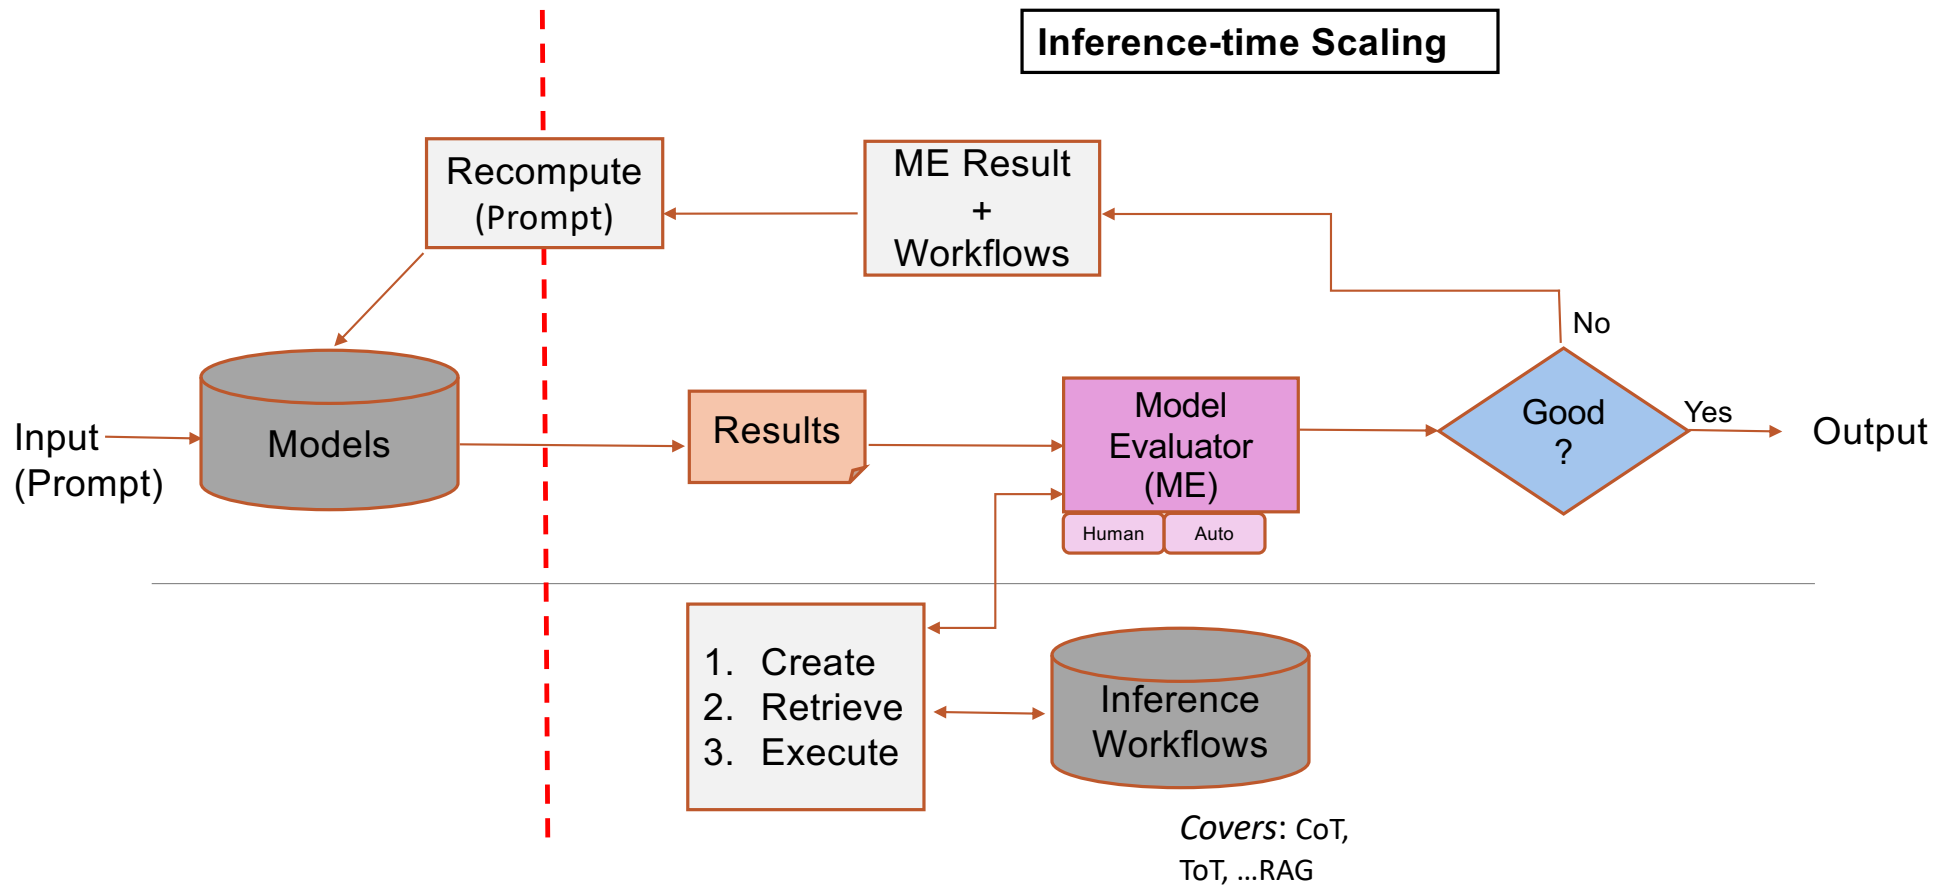 Inference-time Scaling
Recompute
(Prompt)
ME Result
+
Workflows
No
Input
(Prompt)
Models
Results
Model
Evaluator
(ME)
Human
Auto
Good
?
Yes
Output
1. Create
2. Retrieve
3. Execute
Inference
Workflows
Covers: CoT,
ToT, ...RAG